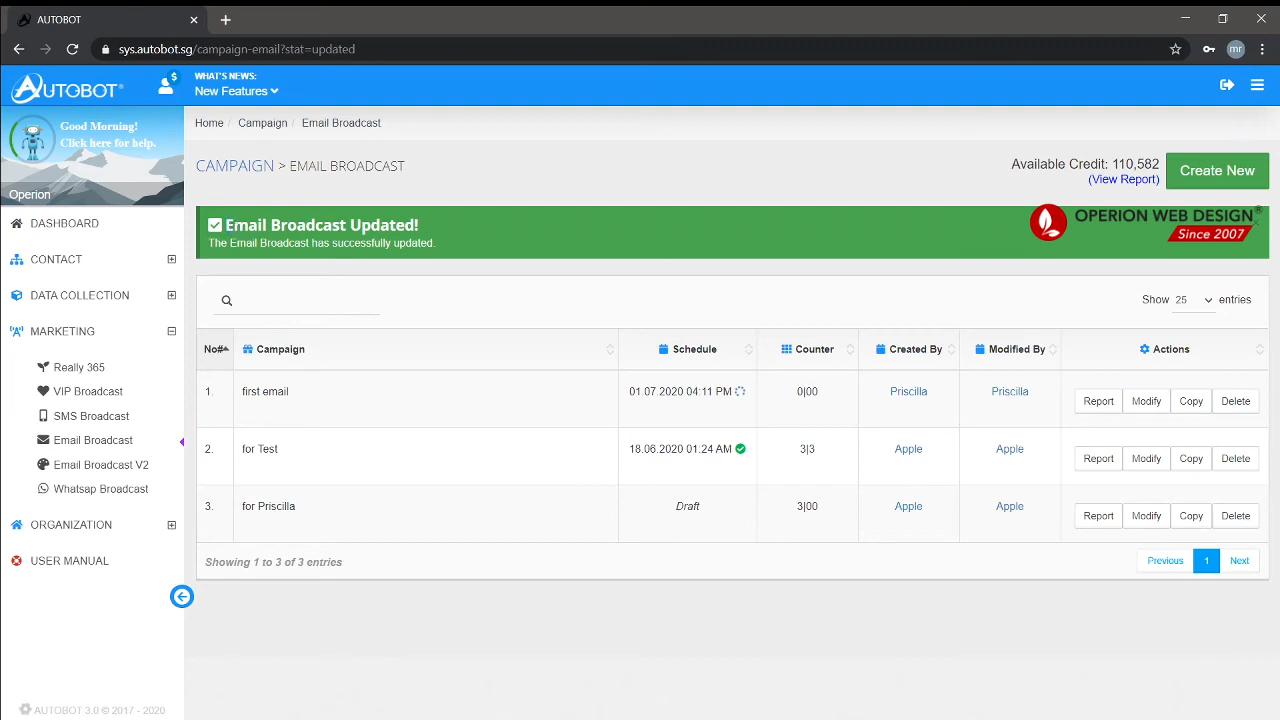 AUTOBOT
sys.autobot.sg/campaign-email?stat=updated
mr
AUTOBOT®
$
WHAT'S NEWS:
New Features
Good Morning!
Click here for help.
Operion
DASHBOARD
CONTACT
DATA COLLECTION
MARKETING
Really 365
VIP Broadcast
SMS Broadcast
Email Broadcast
Email Broadcast V2
Whatsap Broadcast
ORGANIZATION
USER MANUAL
AUTOBOT 3.0 © 2017 - 2020
Home / Campaign / Email Broadcast
CAMPAIGN > EMAIL BROADCAST
Available Credit: 110,582
(View Report)
Create New
Email Broadcast Updated!
The Email Broadcast has successfully updated.
OPERION WEB DESIGN®
Since 2007
Show 25 entries
No# Campaign Schedule Counter Created By Modified By Actions
1. first email 01.07.2020 04:11 PM 0|00 Priscilla Priscilla Report Modify Copy Delete
2. for Test 18.06.2020 01:24 AM 3|3 Apple Apple Report Modify Copy Delete
3. for Priscilla Draft 3|00 Apple Apple Report Modify Copy Delete
Showing 1 to 3 of 3 entries
Previous 1 Next